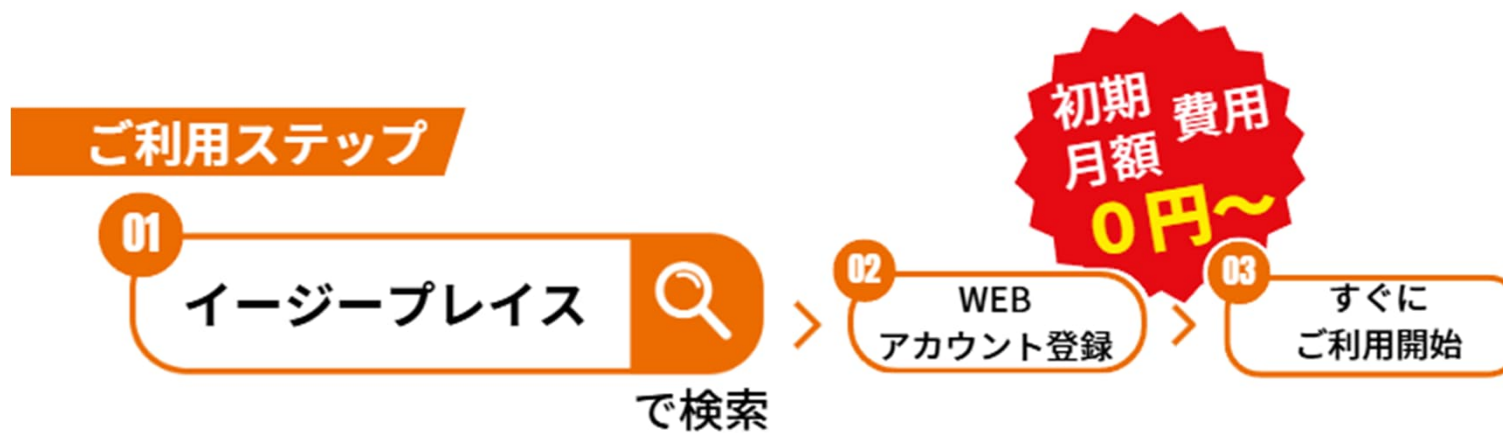 ご利用ステップ
01
イージープレイス
で検索
02
WEB
アカウント登録
初期
月額
費用
0円〜
03
すぐに
ご利用開始